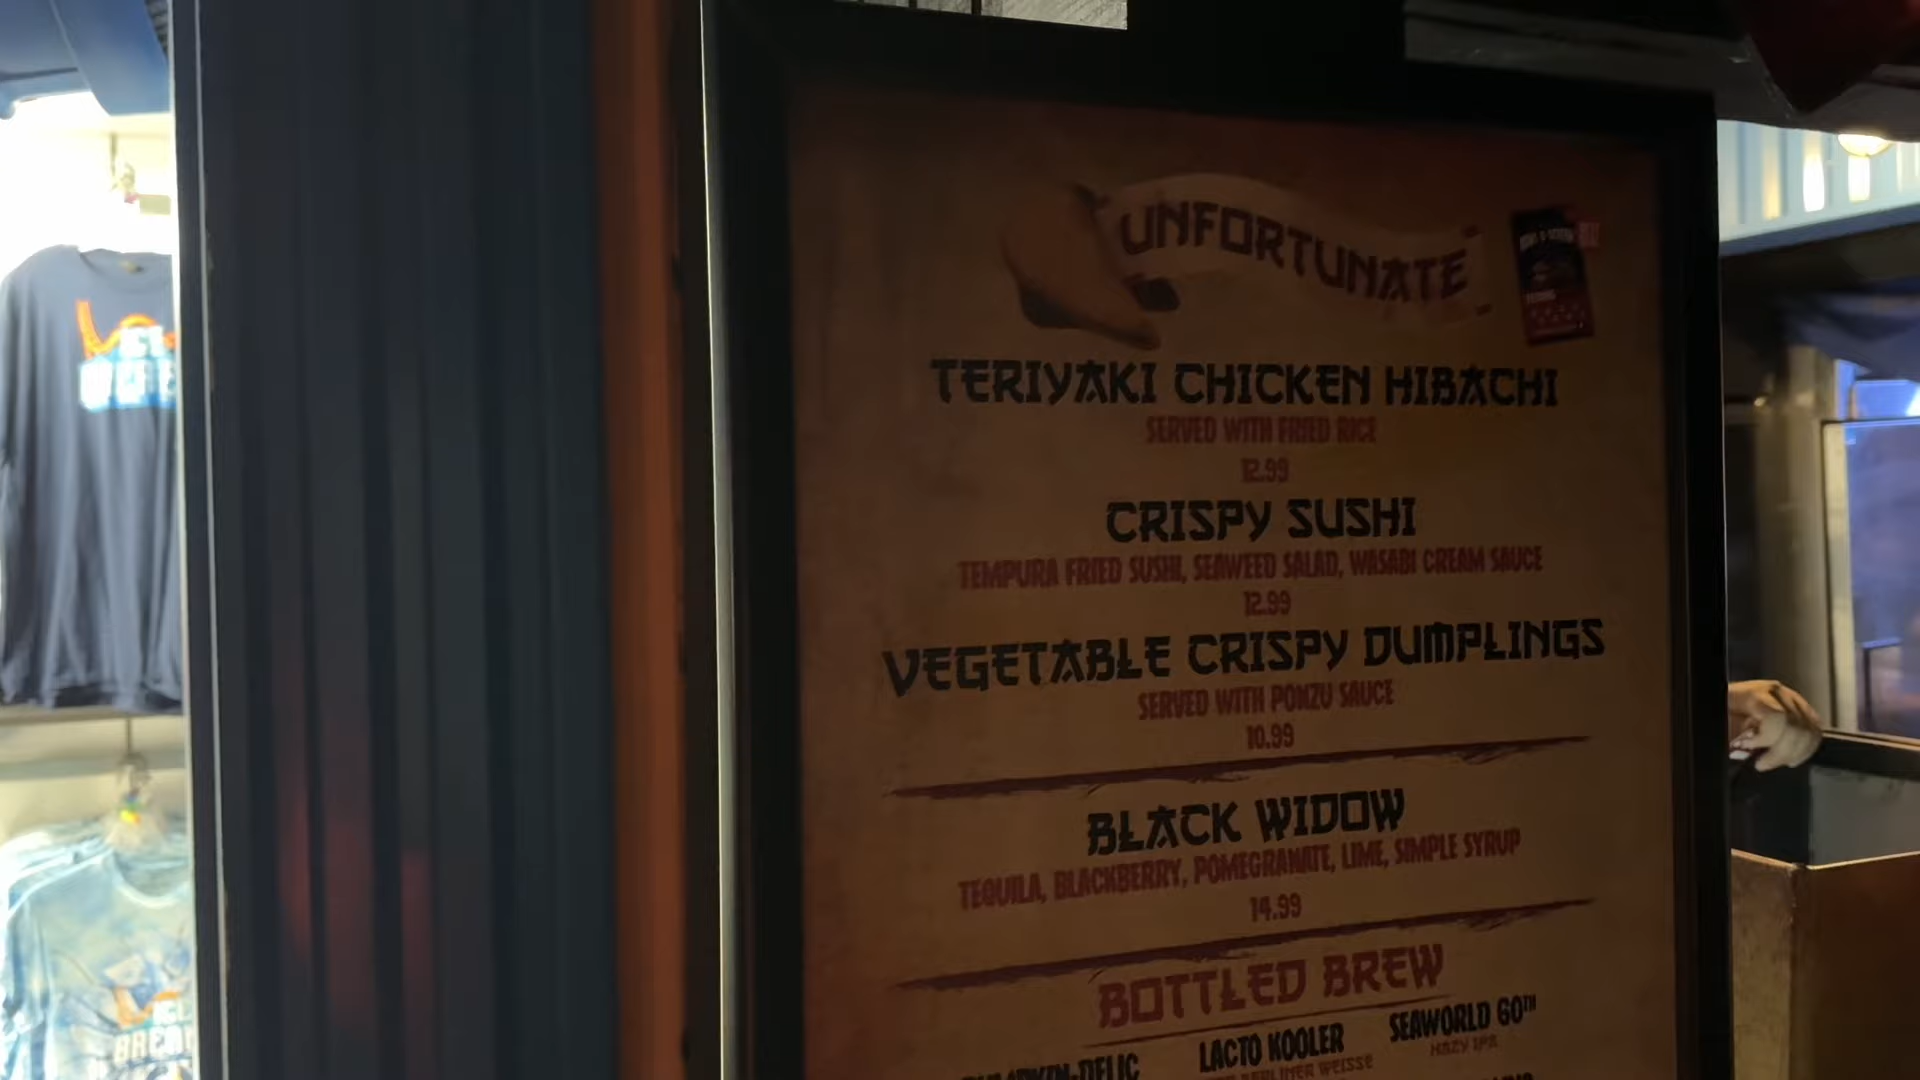 UNFORTUNATE
TERIYAKI CHICKEN HIBACHI
SERVED WITH FRIED RICE
12.99
CRISPY SUSHI
TEMPURA FRIED SUSHI, SEAWEED SALAD, WASABI CREAM SAUCE
12.99
VEGETABLE CRISPY DUMPLINGS
SERVED WITH PONZU SAUCE
10.99
BLACK WIDOW
TEQUILA, BLACKBERRY, POMEGRANATE, LIME, SIMPLE SYRUP
14.99
BOTTLED BREW
LACTO KOOLER
BERLINER WEISSE
SEAWORLD 60TH
HAZY IPA